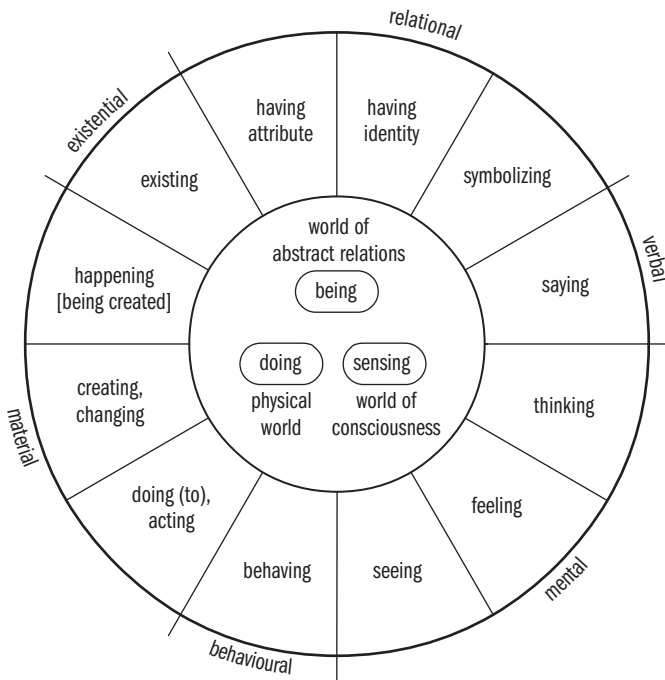 relational
existential
having
attribute
having
identity
existing
symbolizing
world of
abstract relations
verbal
happening
[being created]
being
saying
doing
sensing
creating,
changing
physical
world
world of
consciousness
thinking
material
doing (to),
acting
feeling
behaving
seeing
mental
behavioural